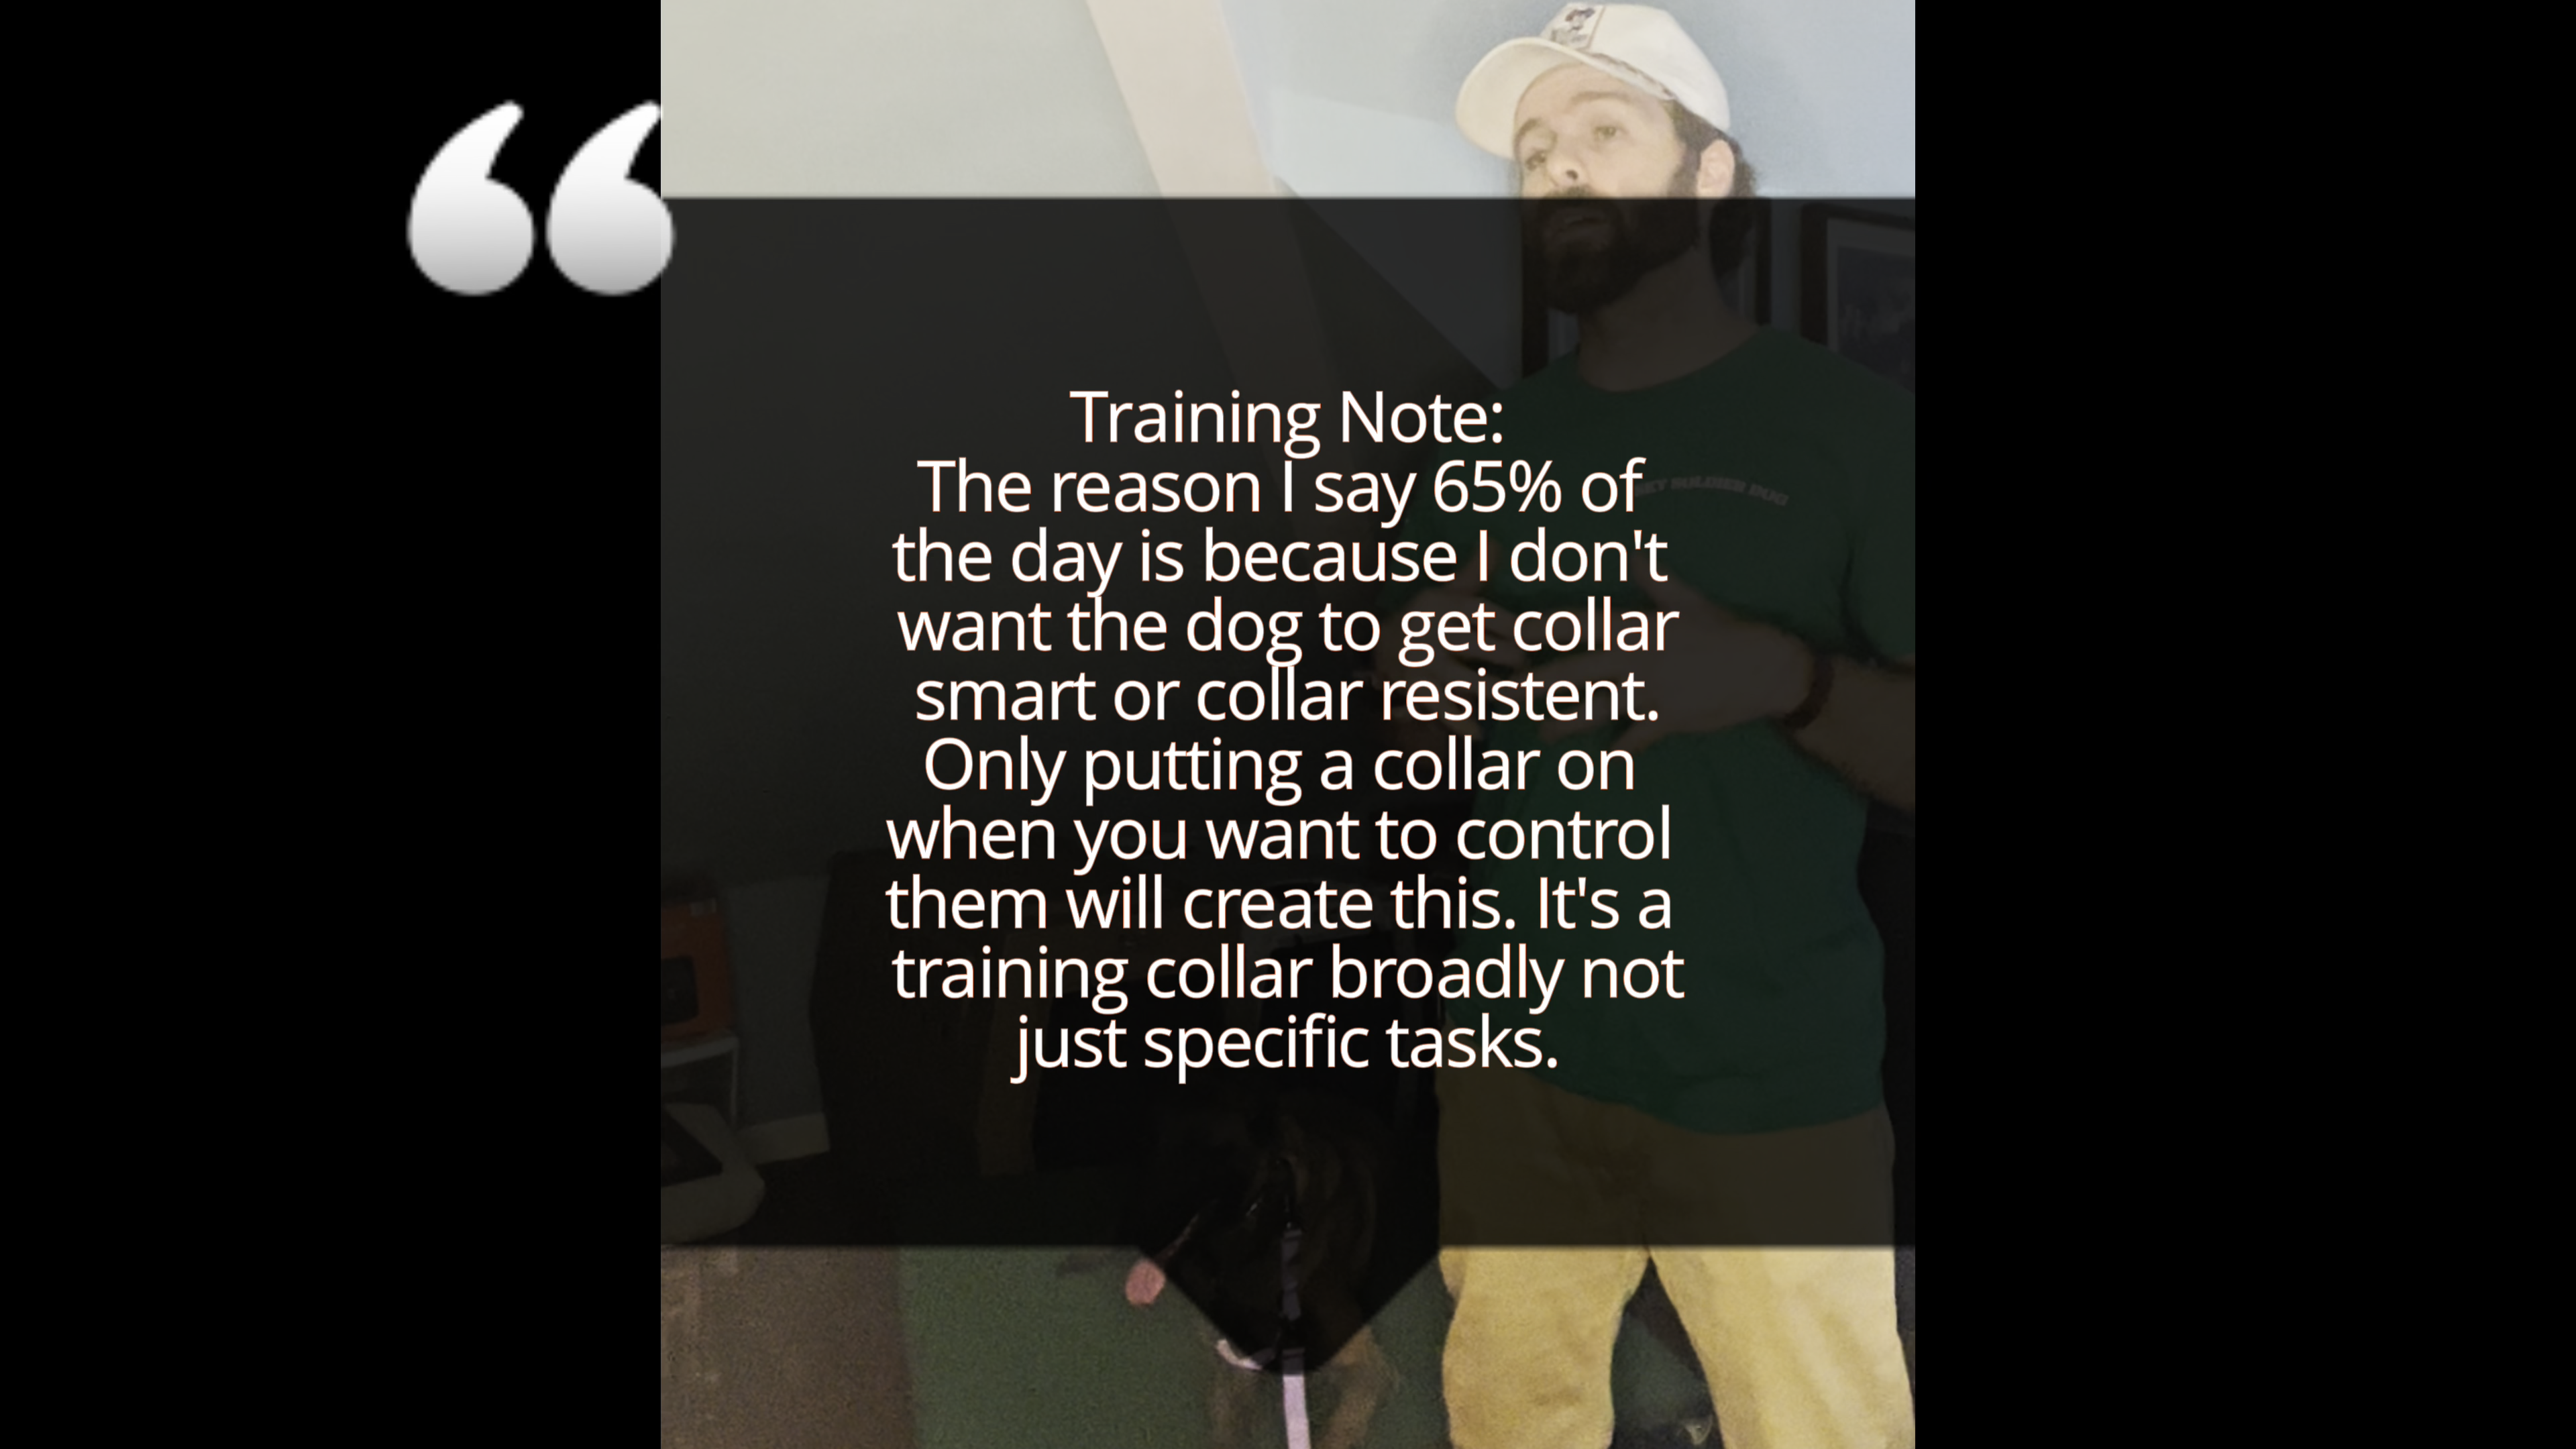 Training Note:
The reason I say 65% of
the day is because I don't
want the dog to get collar
smart or collar resistent.
Only putting a collar on
when you want to control
them will create this. It's a
training collar broadly not
just specific tasks.
SOLDIER DOG